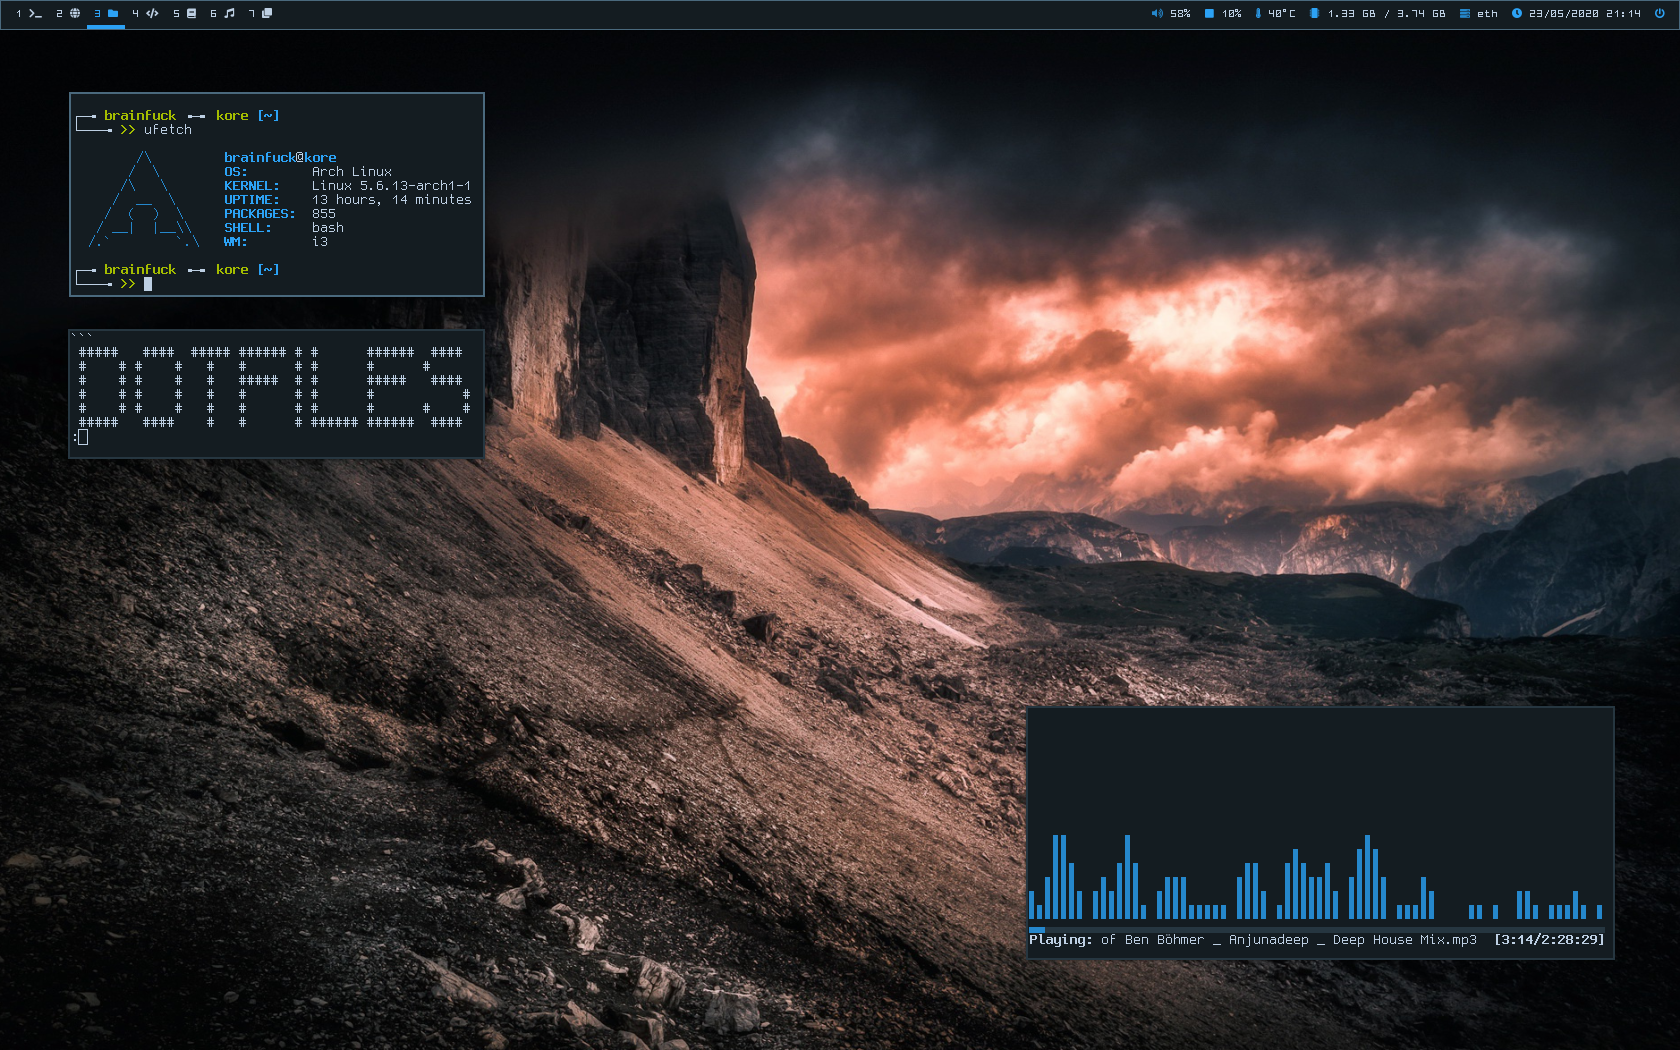 1 2 3 4 5 6 7 58% 10% 40°C 1.33 GB / 3.74 GB eth 23/05/2020 21:14
brainfuck kore [~]
>> ufetch
brainfuck@kore
OS: Arch Linux
KERNEL: Linux 5.6.13-arch1-1
UPTIME: 13 hours, 14 minutes
PACKAGES: 855
SHELL: bash
WM: i3
brainfuck kore [~]
>>
```
DOTFILES
:
Playing: of Ben Böhmer _ Anjunadeep _ Deep House Mix.mp3 [3:14/2:28:29]